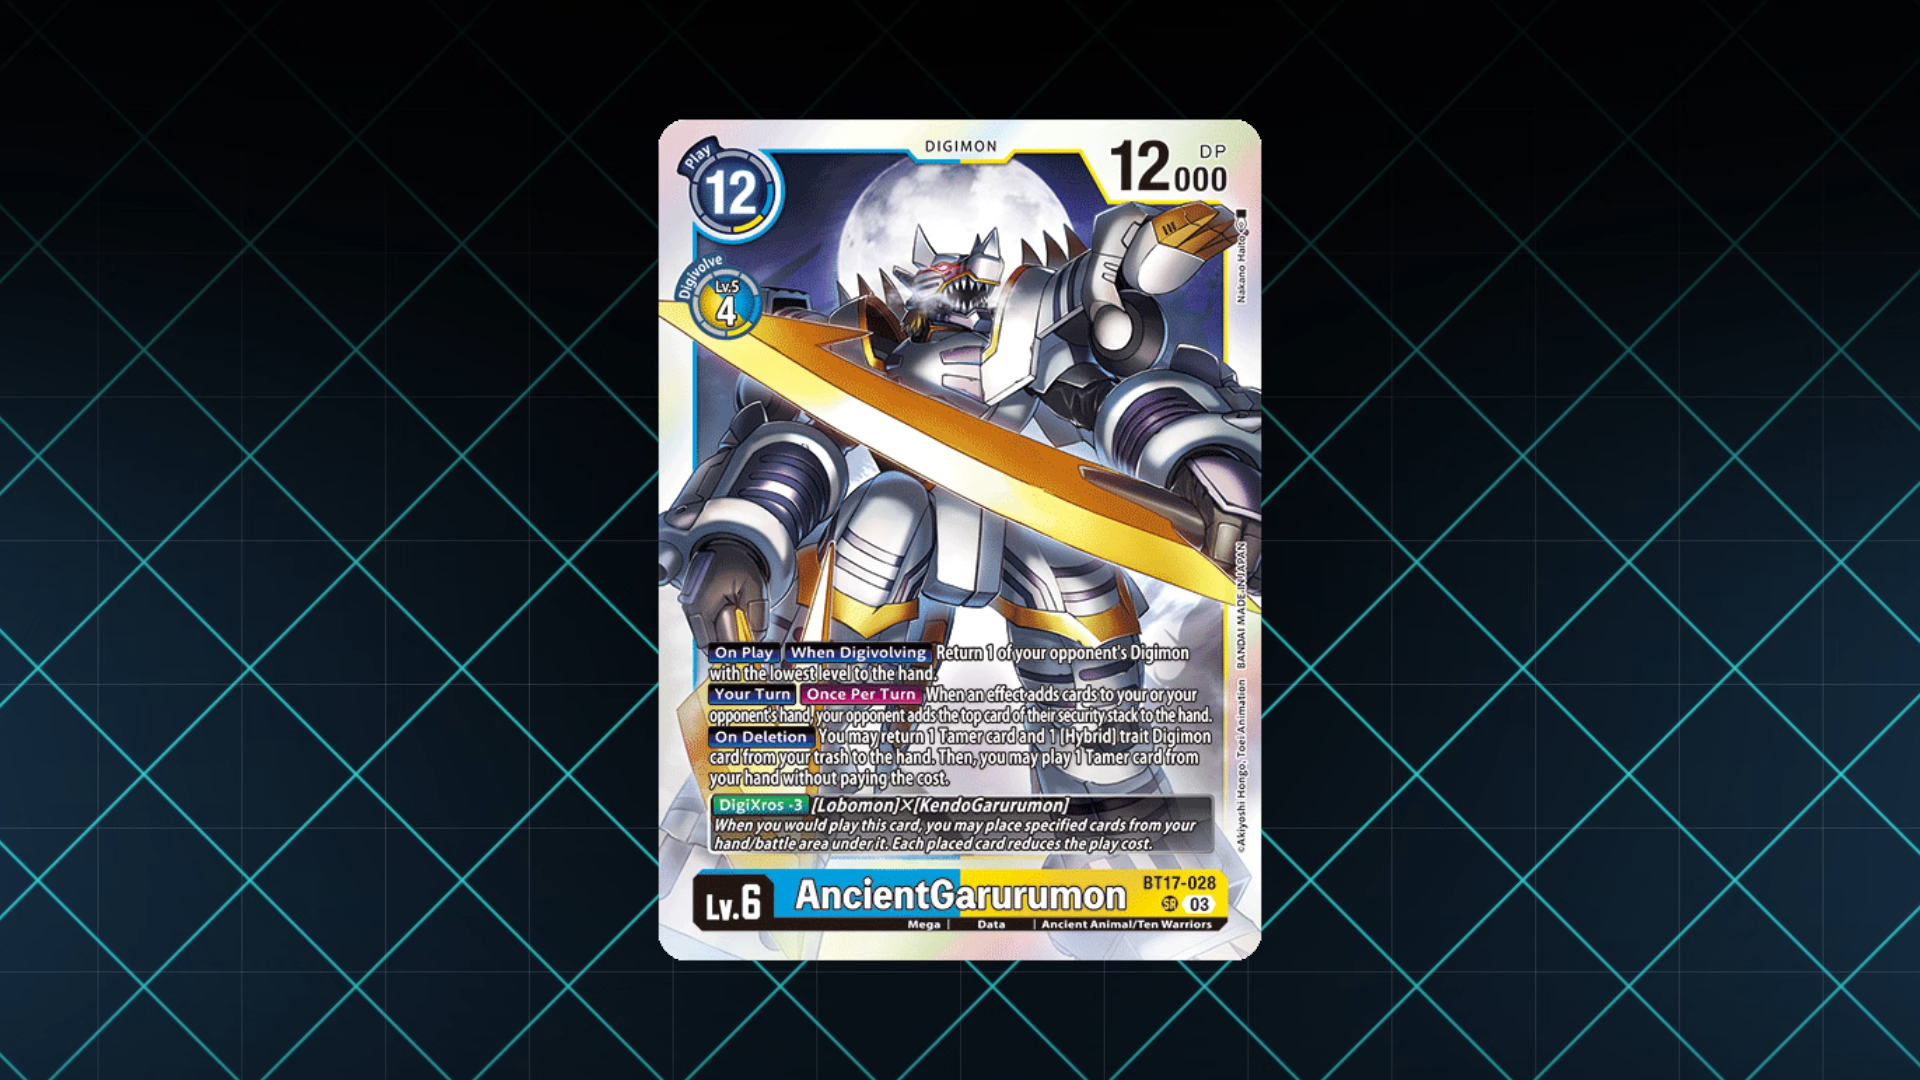 Play
12
DIGIMON
12000
DP
Digivolve
Lv.5
4
Nakano Haito
On Play When Digivolving Return 1 of your opponent's Digimon
with the lowest level to the hand.
Your Turn Once Per Turn When an effect adds cards to your or your
opponent's hand, your opponent adds the top card of their security stack to the hand.
On Deletion You may return 1 Tamer card and 1 [Hybrid] trait Digimon
card from your trash to the hand. Then, you may play 1 Tamer card from
your hand without paying the cost.
DigiXros -3 [Lobomon]×[KendoGarurumon]
When you would play this card, you may place specified cards from your
hand/battle area under it. Each placed card reduces the play cost.
©Akiyoshi Hongo, Toei Animation BANDAI MADE IN JAPAN
Lv.6
AncientGarurumon
BT17-028
SR 03
Mega | Data | Ancient Animal/Ten Warriors